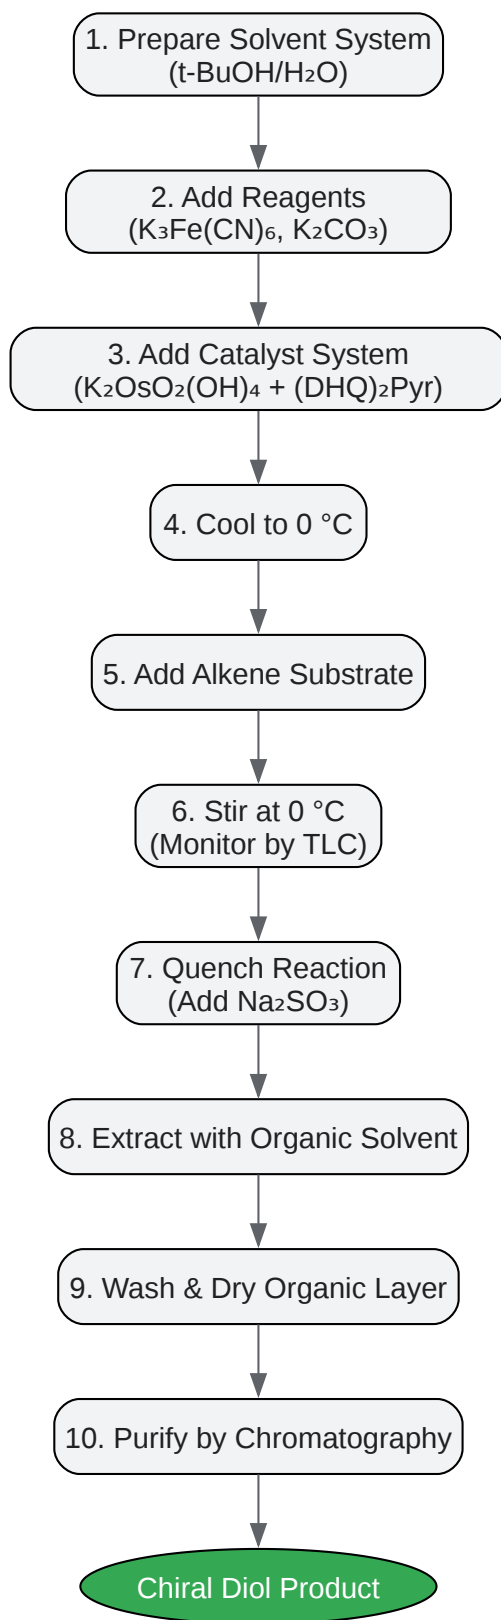 1. Prepare Solvent System
(t-BuOH/H₂O)
2. Add Reagents
(K₃Fe(CN)₆, K₂CO₃)
3. Add Catalyst System
(K₂OsO₂(OH)₄ + (DHQ)₂Pyr)
4. Cool to 0 °C
5. Add Alkene Substrate
6. Stir at 0 °C
(Monitor by TLC)
7. Quench Reaction
(Add Na₂SO₃)
8. Extract with Organic Solvent
9. Wash & Dry Organic Layer
10. Purify by Chromatography
Chiral Diol Product